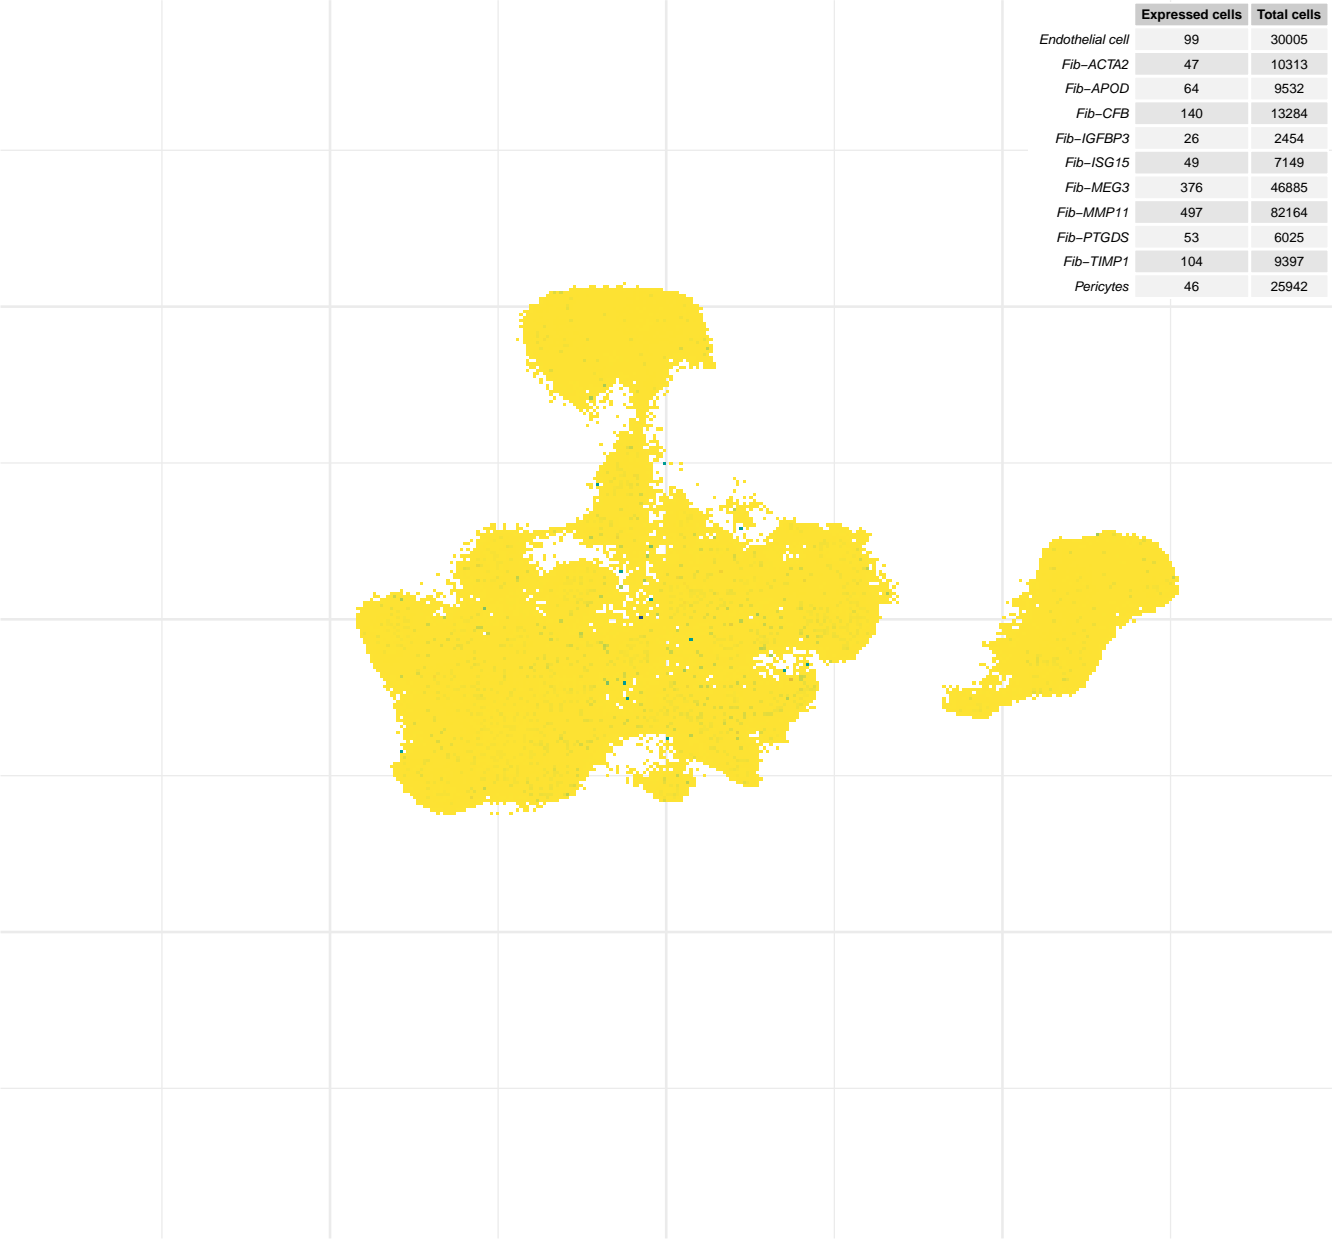 Expressed cells Total cells
Endothelial cell 99 30005
Fib−ACTA2 47 10313
Fib−APOD 64 9532
Fib−CFB 140 13284
Fib−IGFBP3 26 2454
Fib−ISG15 49 7149
Fib−MEG3 376 46885
Fib−MMP11 497 82164
Fib−PTGDS 53 6025
Fib−TIMP1 104 9397
Pericytes 46 25942